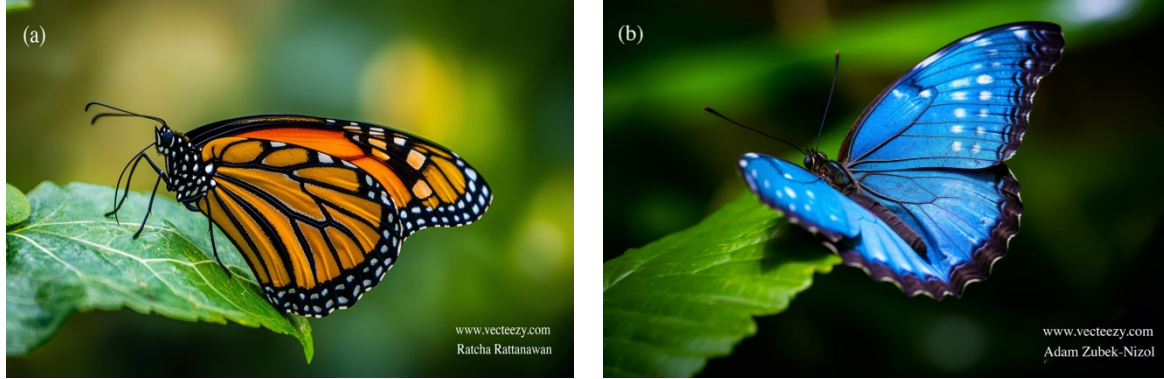 (a)
www.vecteezy.com
Ratcha Rattanawan
(b)
www.vecteezy.com
Adam Zubek-Nizol